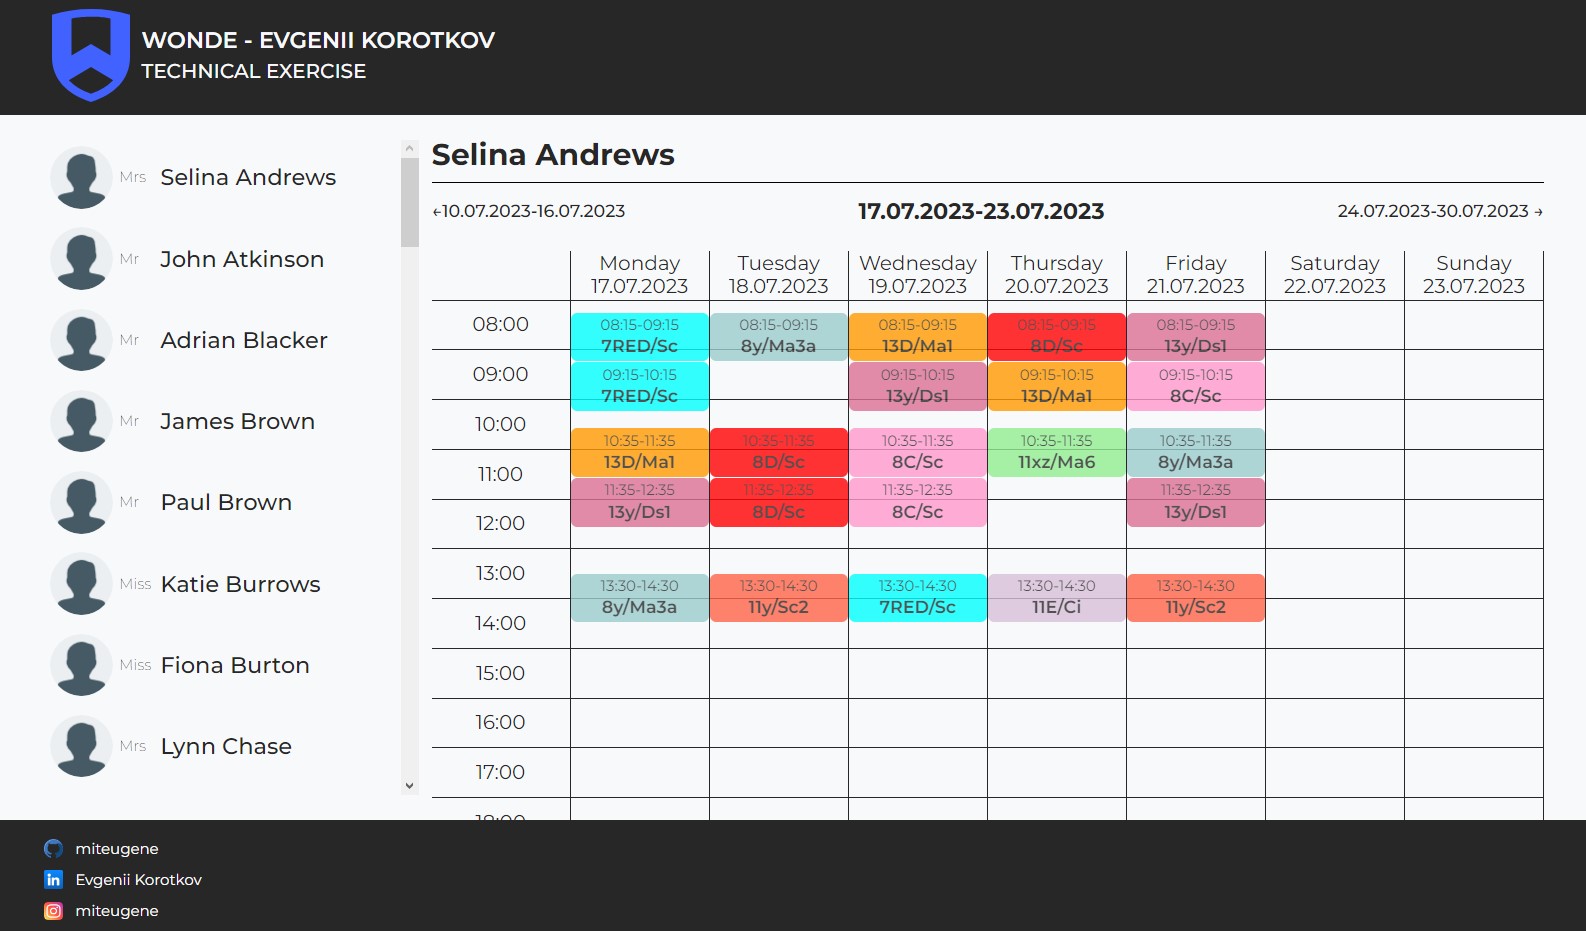 WONDE - EVGENII KOROTKOV
TECHNICAL EXERCISE
Mrs Selina Andrews
Mr John Atkinson
Mr Adrian Blacker
Mr James Brown
Mr Paul Brown
Miss Katie Burrows
Miss Fiona Burton
Mrs Lynn Chase
Selina Andrews
←10.07.2023-16.07.2023 17.07.2023-23.07.2023 24.07.2023-30.07.2023 →
Monday Tuesday Wednesday Thursday Friday Saturday Sunday
17.07.2023 18.07.2023 19.07.2023 20.07.2023 21.07.2023 22.07.2023 23.07.2023
08:00
08:15-09:15 08:15-09:15 08:15-09:15 08:15-09:15 08:15-09:15
7RED/Sc 8y/Ma3a 13D/Ma1 8D/Sc 13y/Ds1
09:00
09:15-10:15 09:15-10:15 09:15-10:15 09:15-10:15
7RED/Sc 13y/Ds1 13D/Ma1 8C/Sc
10:00
10:35-11:35 10:35-11:35 10:35-11:35 10:35-11:35 10:35-11:35
13D/Ma1 8D/Sc 8C/Sc 11xz/Ma6 8y/Ma3a
11:00
11:35-12:35 11:35-12:35 11:35-12:35 11:35-12:35
13y/Ds1 8D/Sc 8C/Sc 13y/Ds1
12:00
13:00
13:30-14:30 13:30-14:30 13:30-14:30 13:30-14:30 13:30-14:30
8y/Ma3a 11y/Sc2 7RED/Sc 11E/Ci 11y/Sc2
14:00
15:00
16:00
17:00
18:00
miteugene
Evgenii Korotkov
miteugene